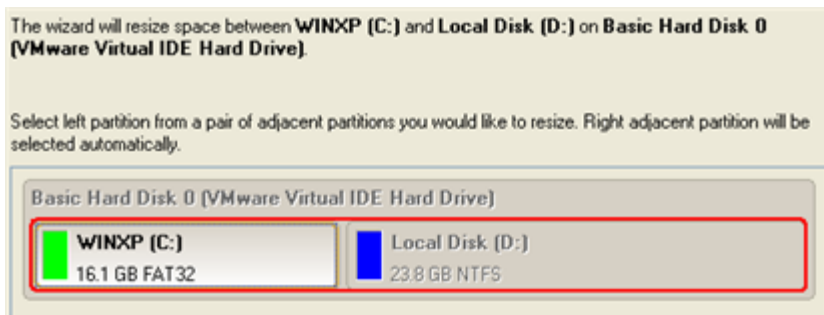 The wizard will resize space between WINXP (C:) and Local Disk (D:) on Basic Hard Disk 0
(VMware Virtual IDE Hard Drive).
Select left partition from a pair of adjacent partitions you would like to resize. Right adjacent partition will be
selected automatically.
Basic Hard Disk 0 (VMware Virtual IDE Hard Drive)
WINXP (C:)
16.1 GB FAT32
Local Disk (D:)
23.8 GB NTFS